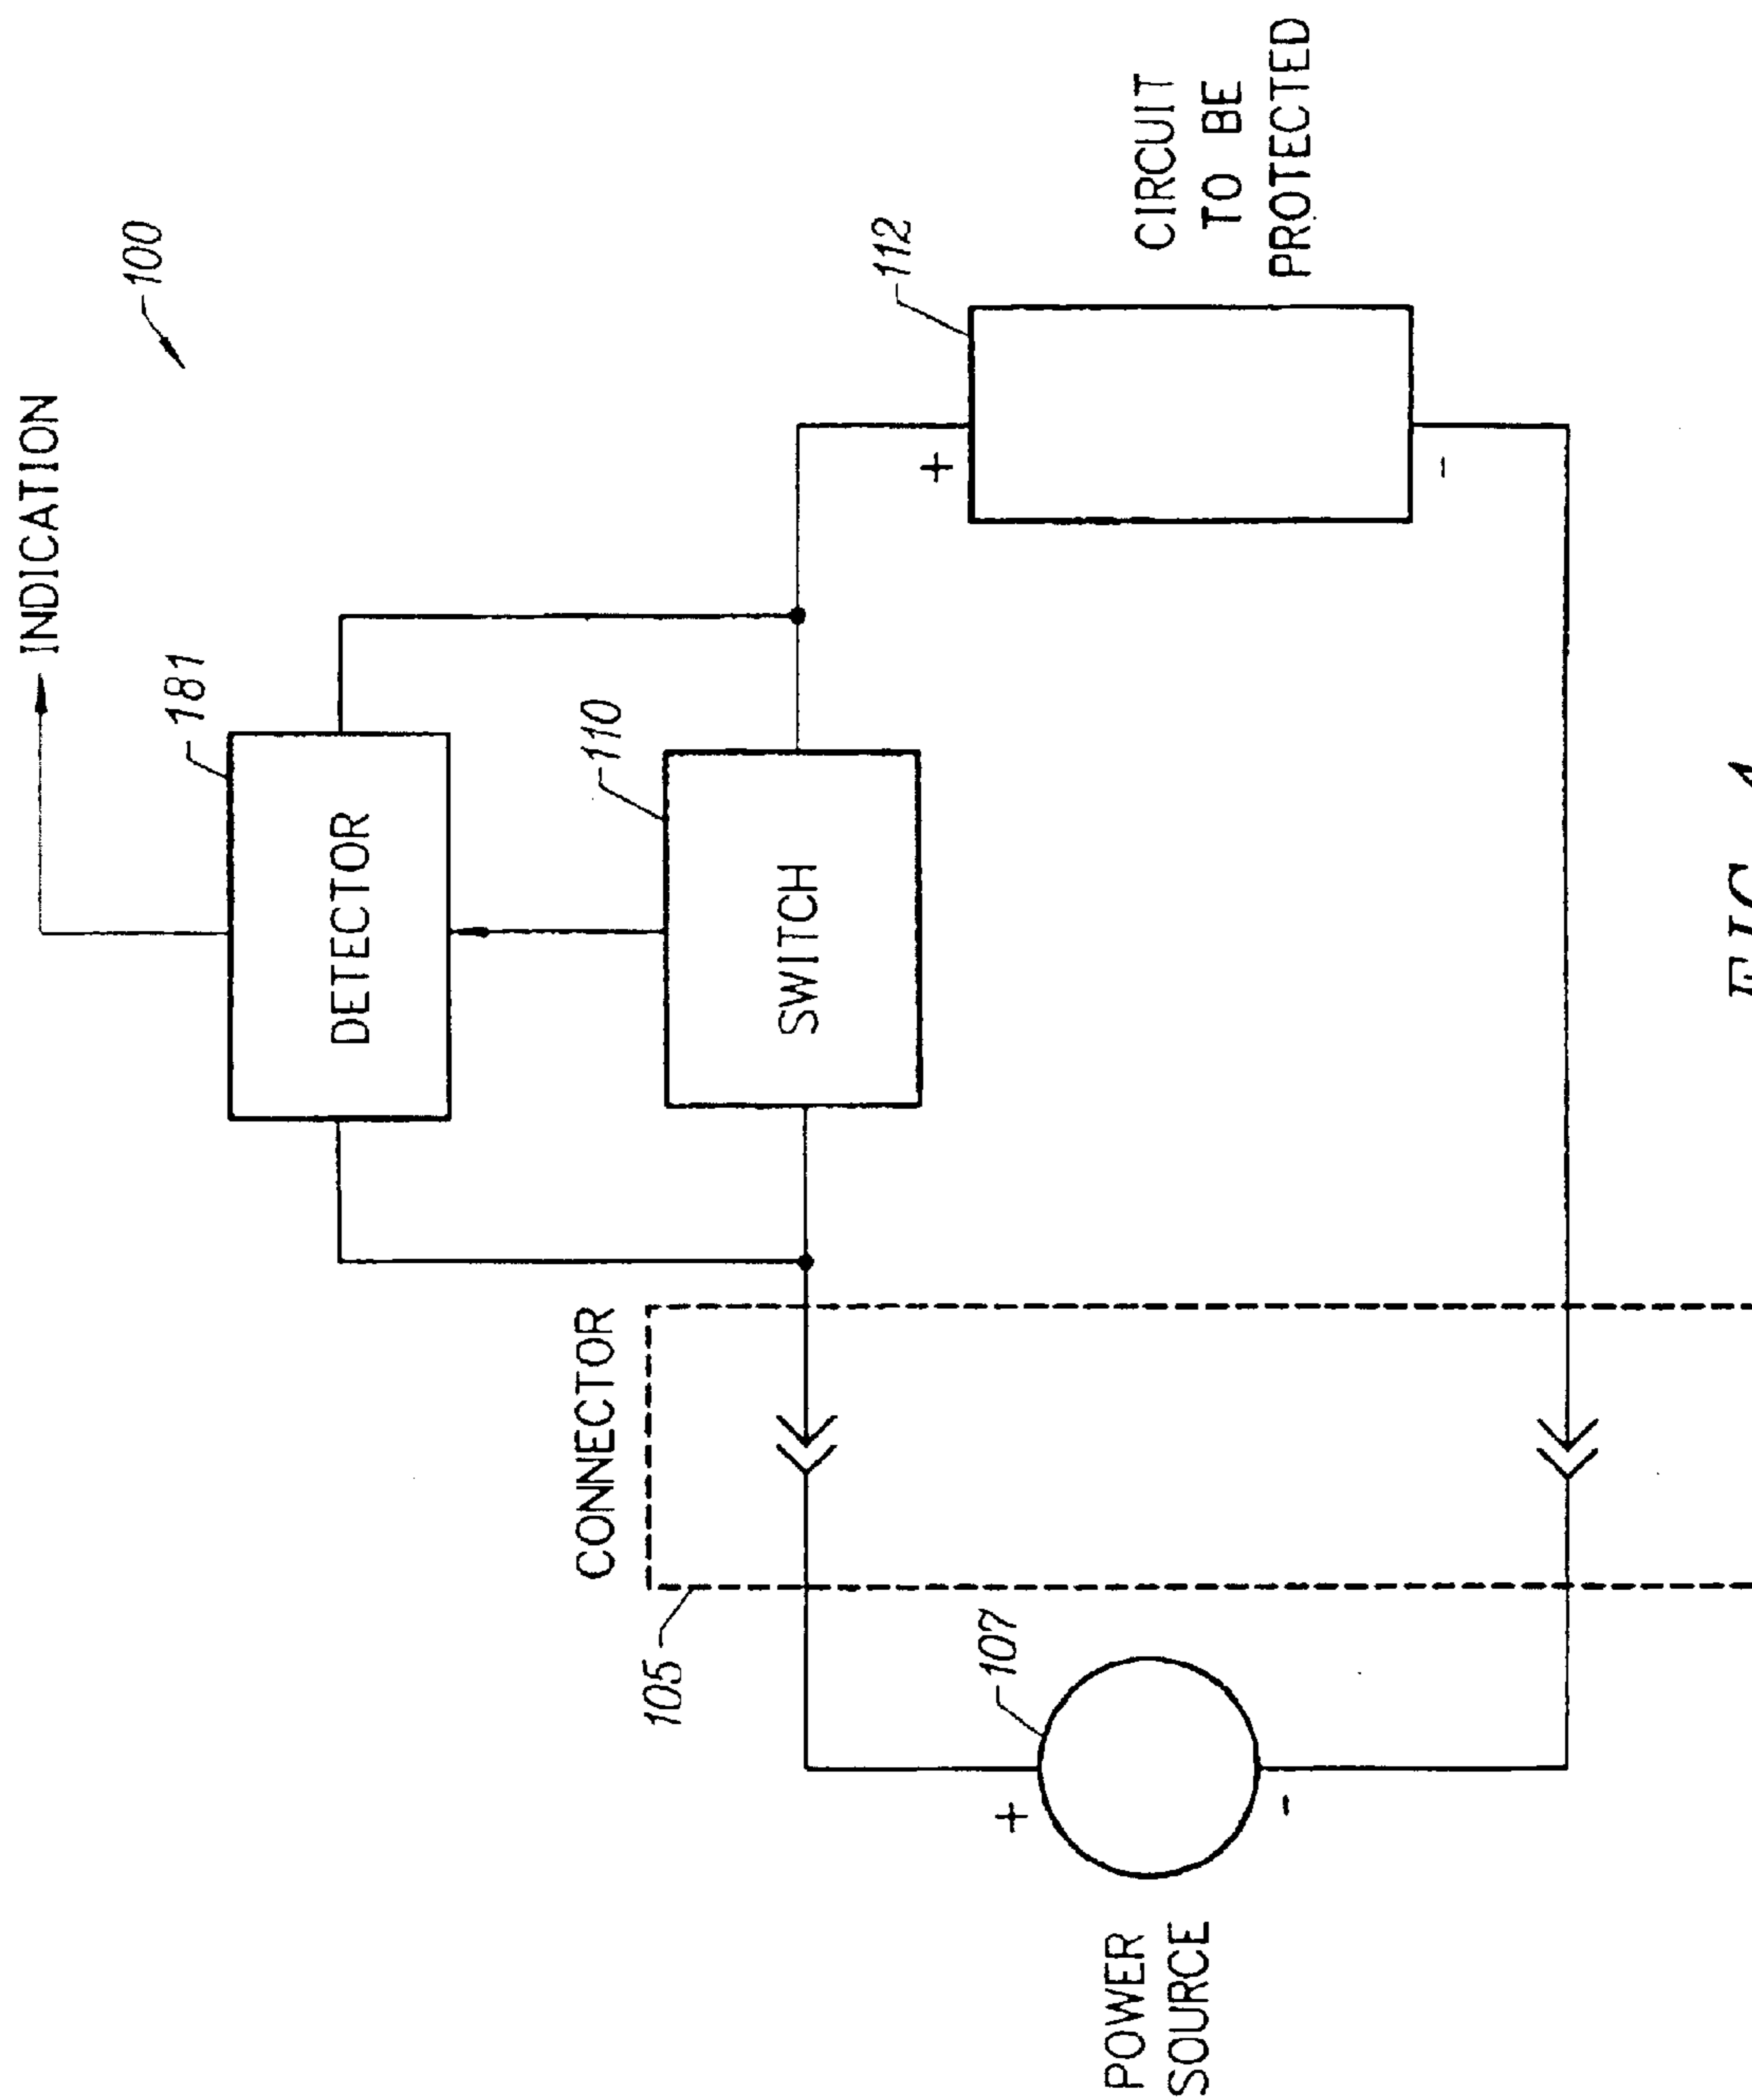 INDICATION
100
181
DETECTOR
110
SWITCH
CONNECTOR
105
107
+
-
POWER
SOURCE
112
+
-
CIRCUIT
TO BE
PROTECTED